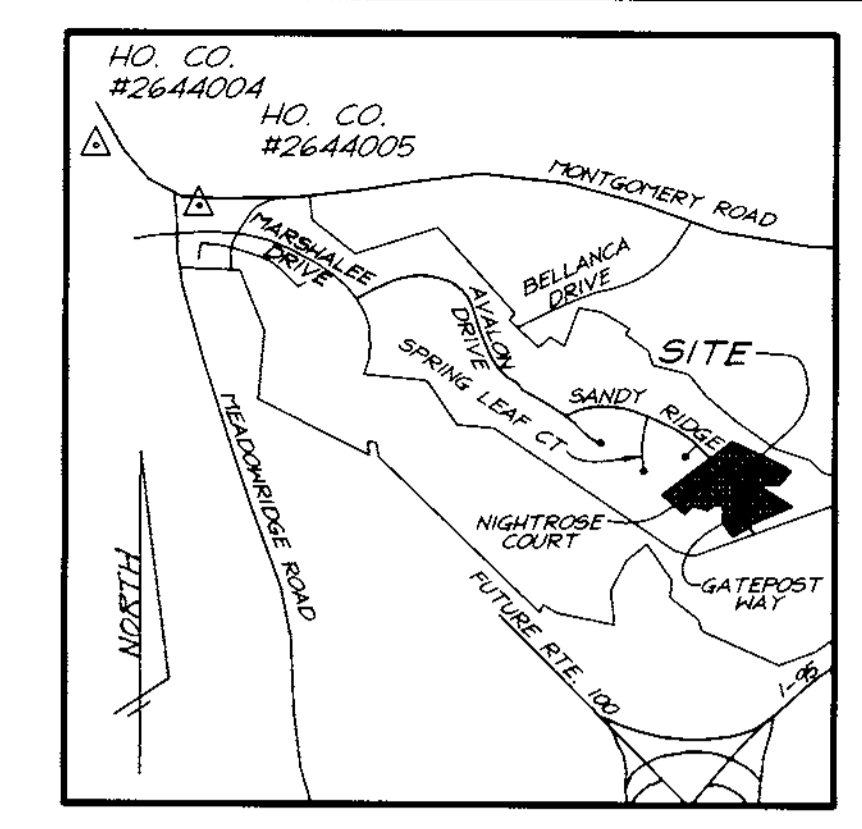 HO. CO.
#2644004
HO. CO.
#2644005
MONTGOMERY ROAD
MARSHALEE
DRIVE
BELLANCA
DRIVE
AVALON
DRIVE
SITE
SPRING LEAF CT
SANDY RIDGE
MEADOWRIDGE ROAD
NIGHTROSE
COURT
GATEPOST
WAY
NORTH
FUTURE RTE. 100
I-95